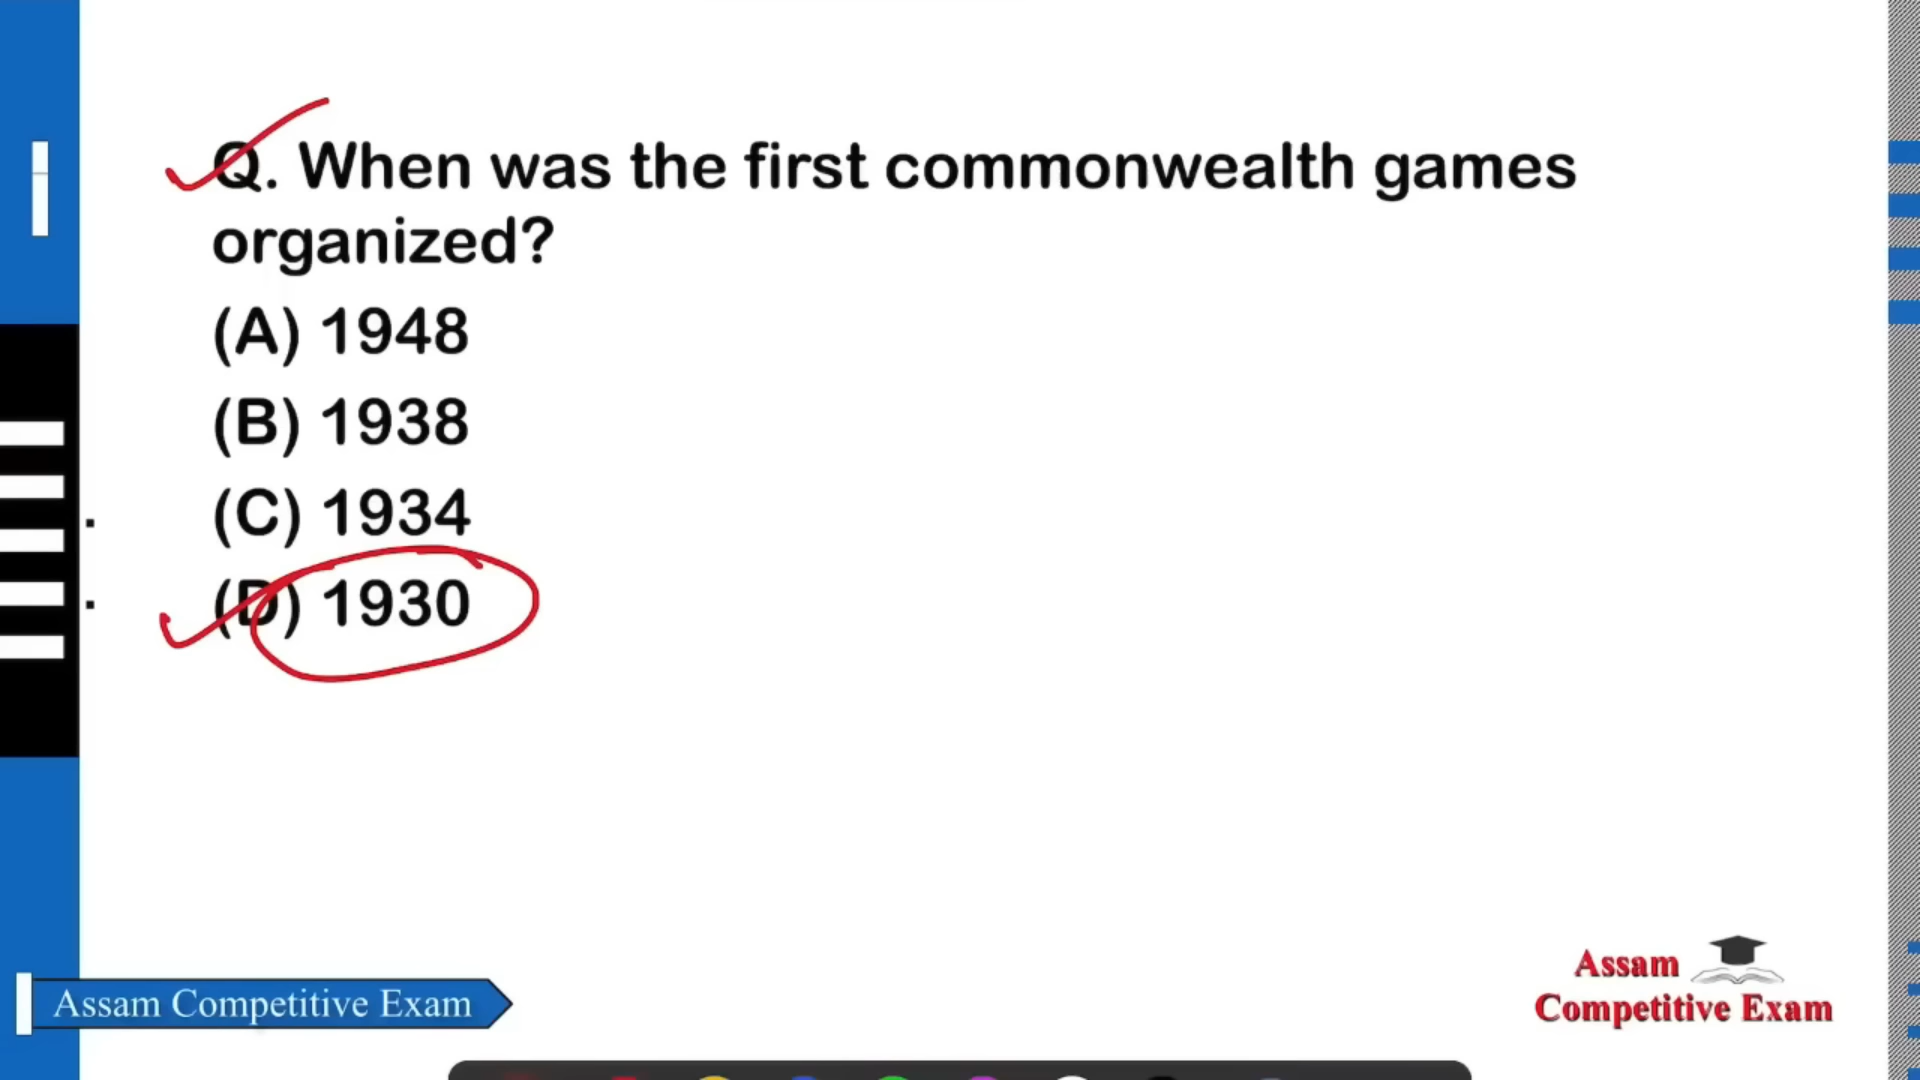 Q. When was the first commonwealth games
organized?
(A) 1948
(B) 1938
(C) 1934
(D) 1930
Assam Competitive Exam
Assam
Competitive Exam